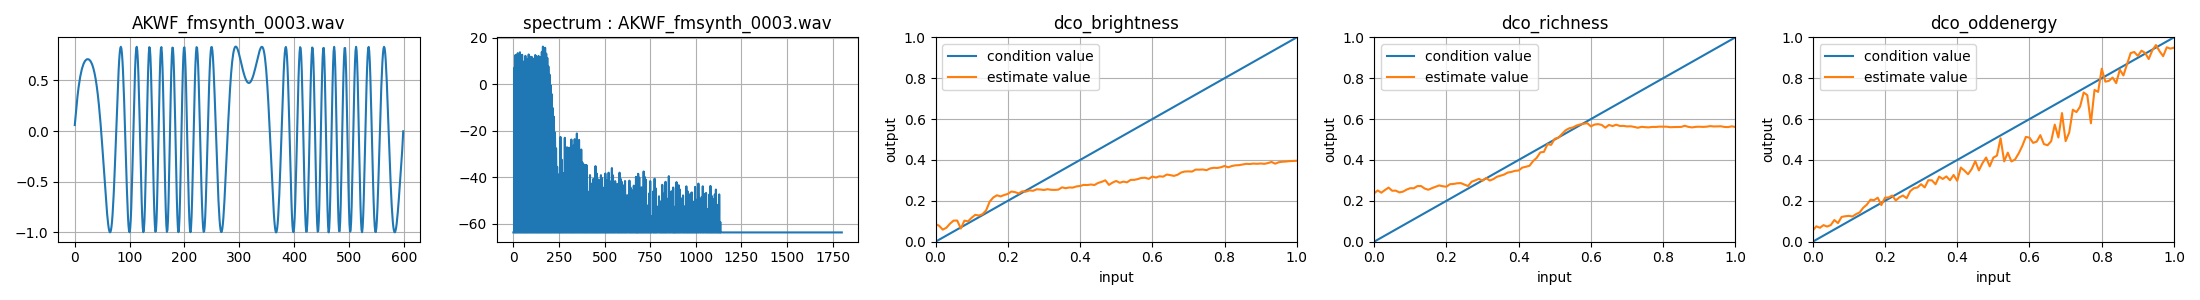 AKWF_fmsynth_0003.wav
0.5
0.0
−0.5
−1.0
0 100 200 300 400 500 600
spectrum : AKWF_fmsynth_0003.wav
20
0
−20
−40
−60
0 250 500 750 1000 1250 1500 1750
dco_brightness
condition value
estimate value
output
1.0
0.8
0.6
0.4
0.2
0.0
0.0 0.2 0.4 0.6 0.8 1.0
input
dco_richness
condition value
estimate value
output
1.0
0.8
0.6
0.4
0.2
0.0
0.0 0.2 0.4 0.6 0.8 1.0
input
dco_oddenergy
condition value
estimate value
output
1.0
0.8
0.6
0.4
0.2
0.0
0.0 0.2 0.4 0.6 0.8 1.0
input